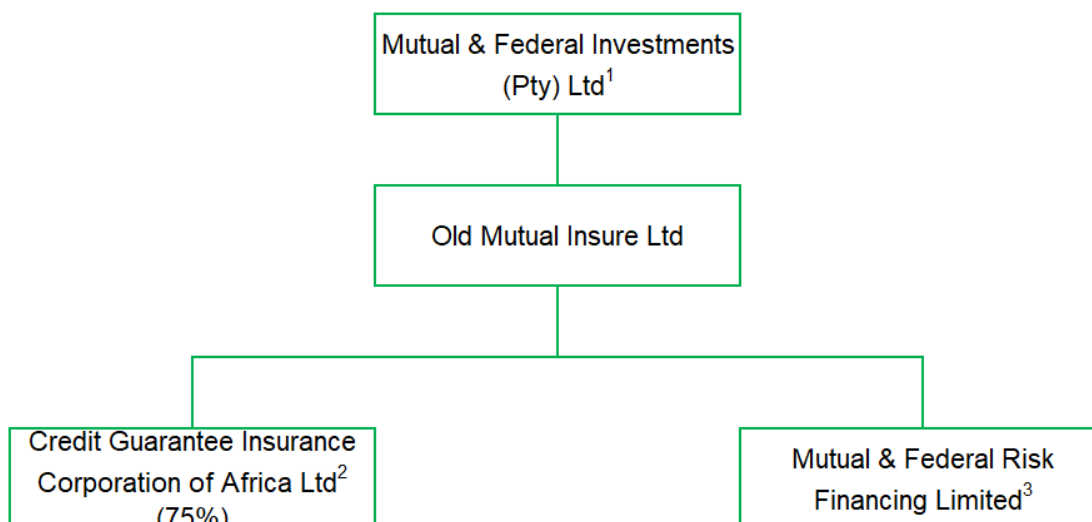 Mutual & Federal Investments
(Pty) Ltd¹
Old Mutual Insure Ltd
Credit Guarantee Insurance
Corporation of Africa Ltd²
(75%)
Mutual & Federal Risk
Financing Limited³